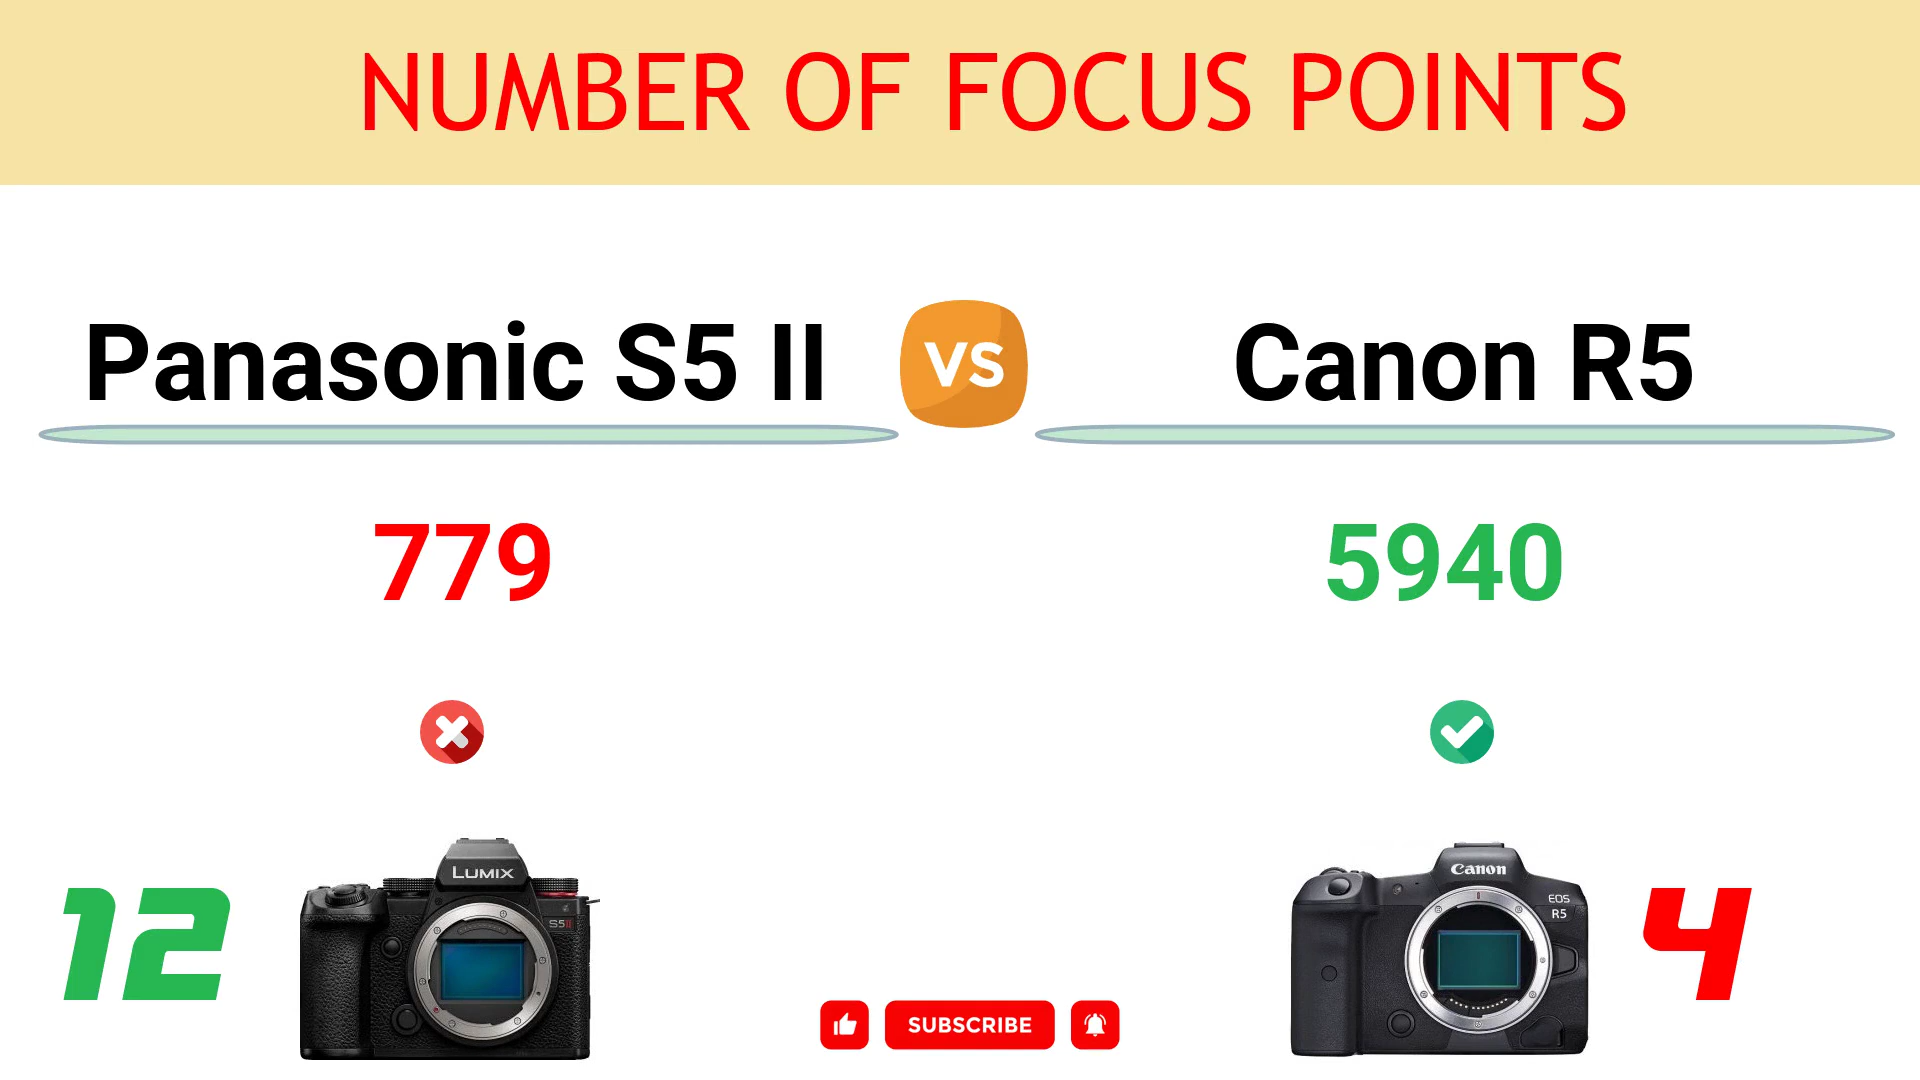 NUMBER OF FOCUS POINTS
Panasonic S5 II
VS
Canon R5
779
5940
12
LUMIX
S5II
Canon
EOS
R5
4
SUBSCRIBE